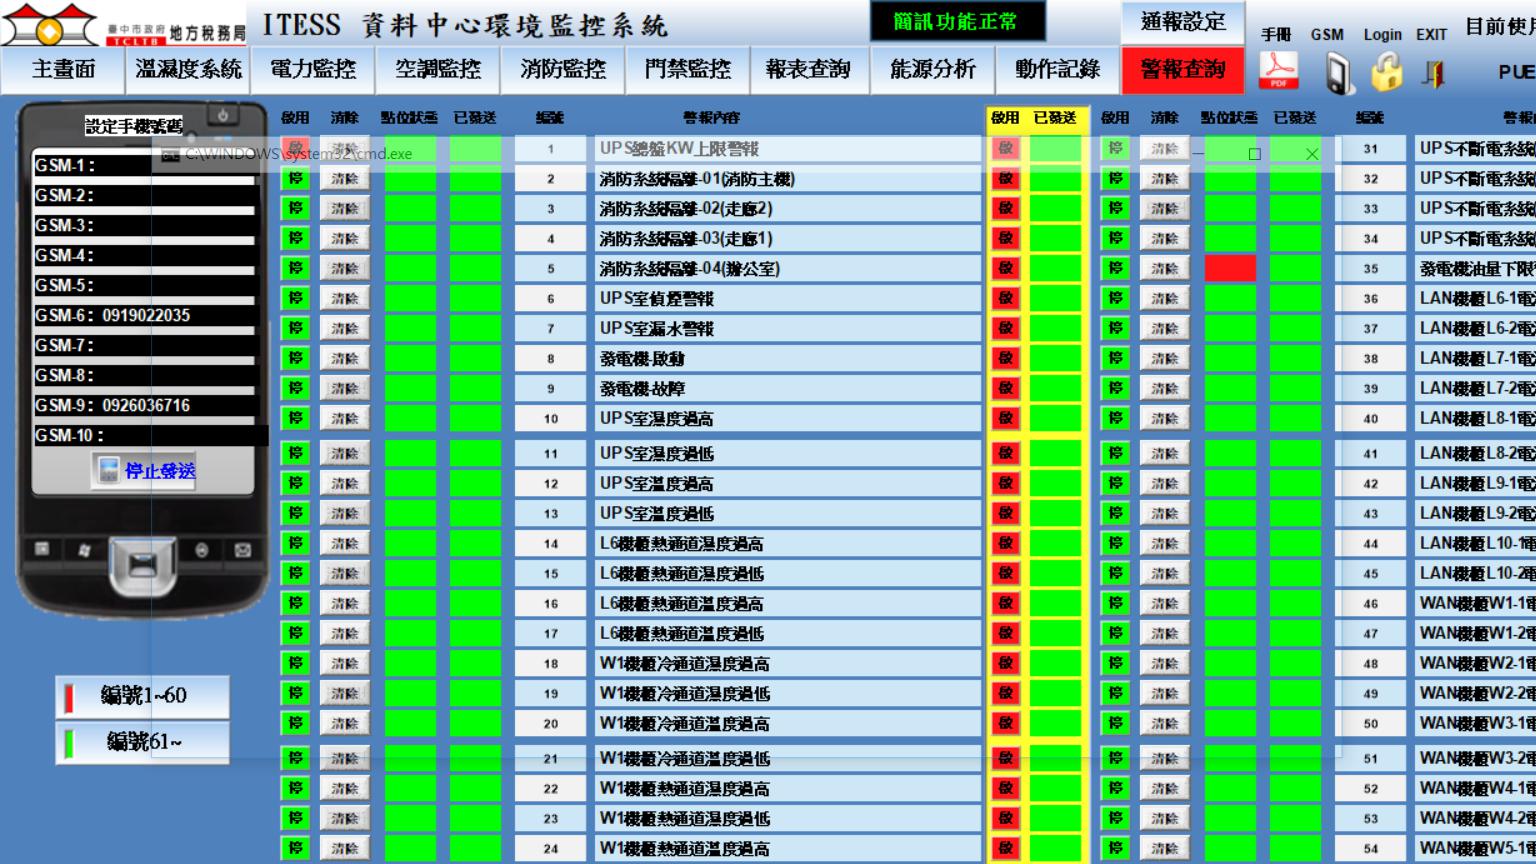 臺中市政府 地方稅務局
TCLTB
ITESS 資料中心環境監控系統
簡訊功能正常
通報設定
手冊 GSM Login EXIT
目前使用
PDF
PUE
主畫面 溫濕度系統 電力監控 空調監控 消防監控 門禁監控 報表查詢 能源分析 動作記錄 警報查詢
設定手機號碼
GSM-1：
GSM-2：
GSM-3：
GSM-4：
GSM-5：
GSM-6：0919022035
GSM-7：
GSM-8：
GSM-9：0926036716
GSM-10：
停止發送
編號1~60
編號61~
C:\WINDOWS\system32\cmd.exe
啟用 清除 點位狀態 已發送 編號 警報內容 啟用 已發送 啟用 清除 點位狀態 已發送 編號 警報
啟 清除 1 UPS總盤KW上限警報 啟 停 清除 31 UPS不斷電系統
停 清除 2 消防系統隔離-01(消防主機) 啟 停 清除 32 UPS不斷電系統
停 清除 3 消防系統隔離-02(走廊2) 啟 停 清除 33 UPS不斷電系統
停 清除 4 消防系統隔離-03(走廊1) 啟 停 清除 34 UPS不斷電系統
停 清除 5 消防系統隔離-04(辦公室) 啟 停 清除 35 發電機油量下限
停 清除 6 UPS室偵煙警報 啟 停 清除 36 LAN機櫃L6-1電
停 清除 7 UPS室漏水警報 啟 停 清除 37 LAN機櫃L6-2電
停 清除 8 發電機-啟動 啟 停 清除 38 LAN機櫃L7-1電
停 清除 9 發電機-故障 啟 停 清除 39 LAN機櫃L7-2電
停 清除 10 UPS室濕度過高 啟 停 清除 40 LAN機櫃L8-1電
停 清除 11 UPS室濕度過低 啟 停 清除 41 LAN機櫃L8-2電
停 清除 12 UPS室溫度過高 啟 停 清除 42 LAN機櫃L9-1電
停 清除 13 UPS室溫度過低 啟 停 清除 43 LAN機櫃L9-2電
停 清除 14 L6機櫃熱通道濕度過高 啟 停 清除 44 LAN機櫃L10-1電
停 清除 15 L6機櫃熱通道濕度過低 啟 停 清除 45 LAN機櫃L10-2電
停 清除 16 L6機櫃熱通道溫度過高 啟 停 清除 46 WAN機櫃W1-1電
停 清除 17 L6機櫃熱通道溫度過低 啟 停 清除 47 WAN機櫃W1-2電
停 清除 18 W1機櫃冷通道濕度過高 啟 停 清除 48 WAN機櫃W2-1電
停 清除 19 W1機櫃冷通道濕度過低 啟 停 清除 49 WAN機櫃W2-2電
停 清除 20 W1機櫃冷通道溫度過高 啟 停 清除 50 WAN機櫃W3-1電
停 清除 21 W1機櫃冷通道溫度過低 啟 停 清除 51 WAN機櫃W3-2電
停 清除 22 W1機櫃熱通道濕度過高 啟 停 清除 52 WAN機櫃W4-1電
停 清除 23 W1機櫃熱通道濕度過低 啟 停 清除 53 WAN機櫃W4-2電
停 清除 24 W1機櫃熱通道溫度過高 啟 停 清除 54 WAN機櫃W5-1電